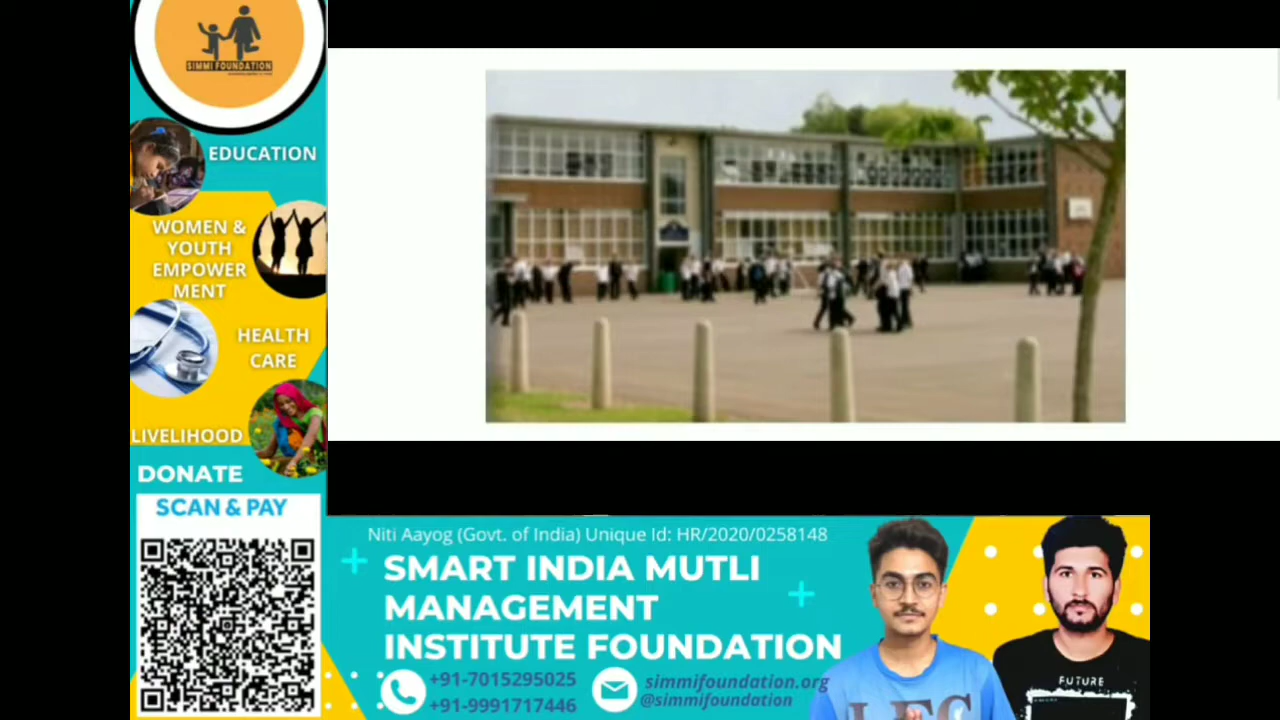 SIMMI FOUNDATION
EDUCATION
WOMEN &
YOUTH
EMPOWER
MENT
HEALTH
CARE
LIVELIHOOD
DONATE
SCAN & PAY
Niti Aayog (Govt. of India) Unique Id: HR/2020/0258148
SMART INDIA MUTLI
MANAGEMENT
INSTITUTE FOUNDATION
+91-7015295025
+91-9991717446
simmifoundation.org
@simmifoundation
FUTURE